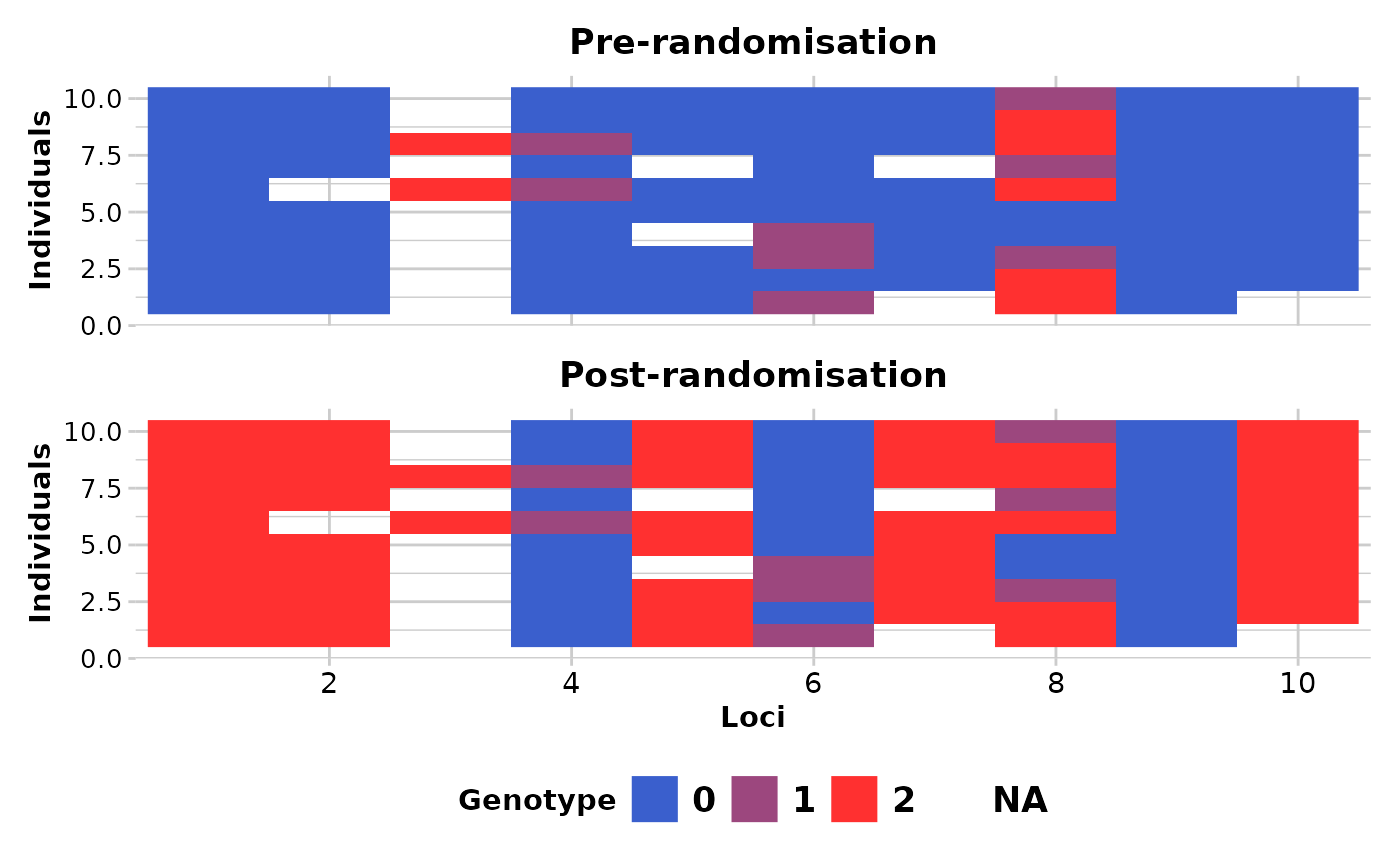 Pre-randomisation
Individuals
10.0
7.5
5.0
2.5
0.0
Post-randomisation
Individuals
10.0
7.5
5.0
2.5
0.0
2 4 6 8 10
Loci
Genotype 0 1 2 NA